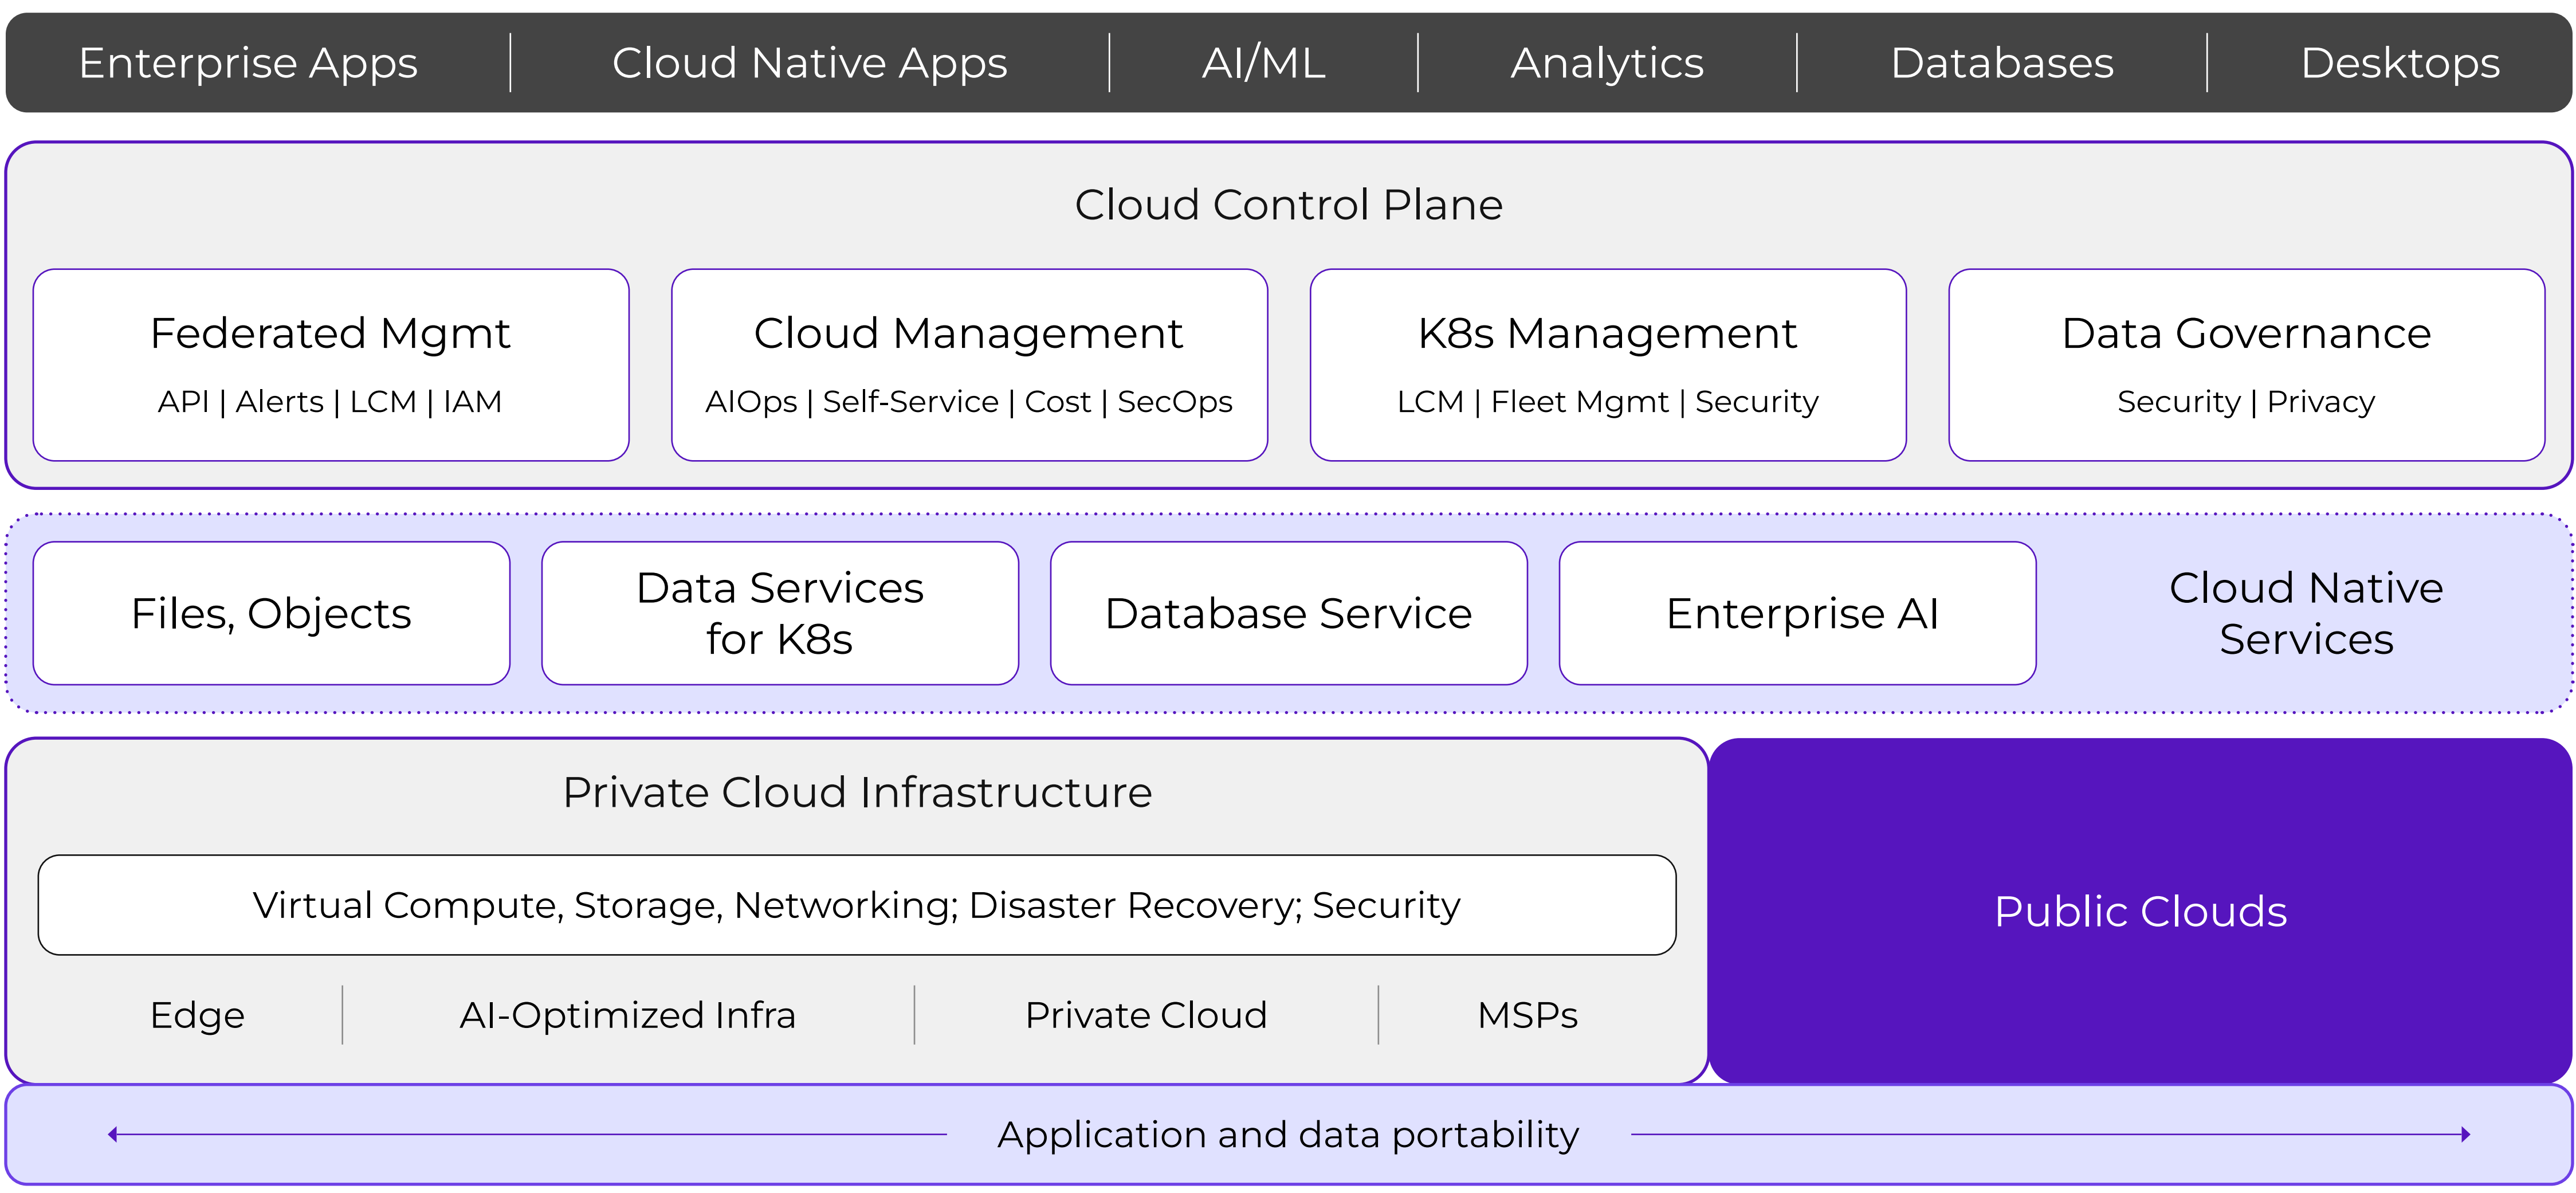 Enterprise Apps | Cloud Native Apps | AI/ML | Analytics | Databases | Desktops
Cloud Control Plane
Federated Mgmt
API | Alerts | LCM | IAM
Cloud Management
AIOps | Self-Service | Cost | SecOps
K8s Management
LCM | Fleet Mgmt | Security
Data Governance
Security | Privacy
Files, Objects
Data Services
for K8s
Database Service
Enterprise AI
Cloud Native
Services
Private Cloud Infrastructure
Virtual Compute, Storage, Networking; Disaster Recovery; Security
Edge | AI-Optimized Infra | Private Cloud | MSPs
Public Clouds
Application and data portability